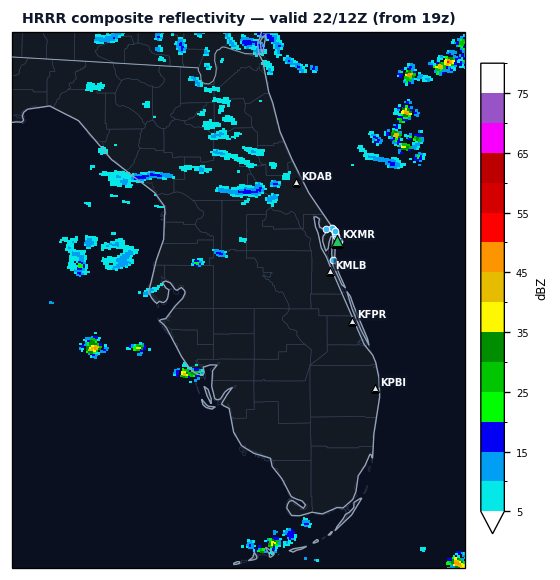 HRRR composite reflectivity — valid 22/12Z (from 19z)
75
65
55
45
35
25
15
5
dBZ
KDAB
KXMR
KMLB
KFPR
KPBI